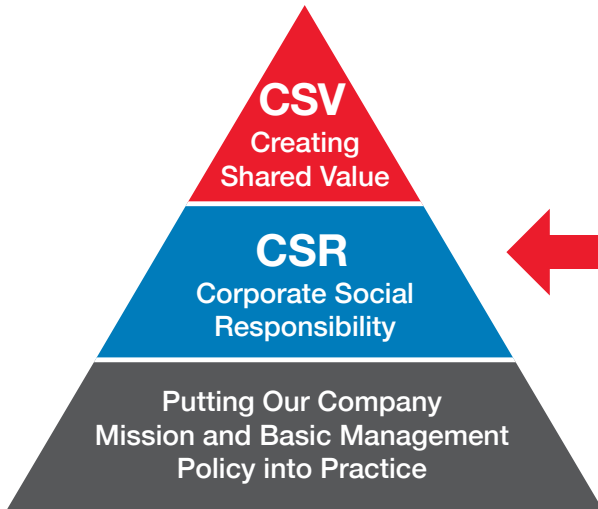 CSV
Creating
Shared Value
CSR
Corporate Social
Responsibility
Putting Our Company
Mission and Basic Management
Policy into Practice